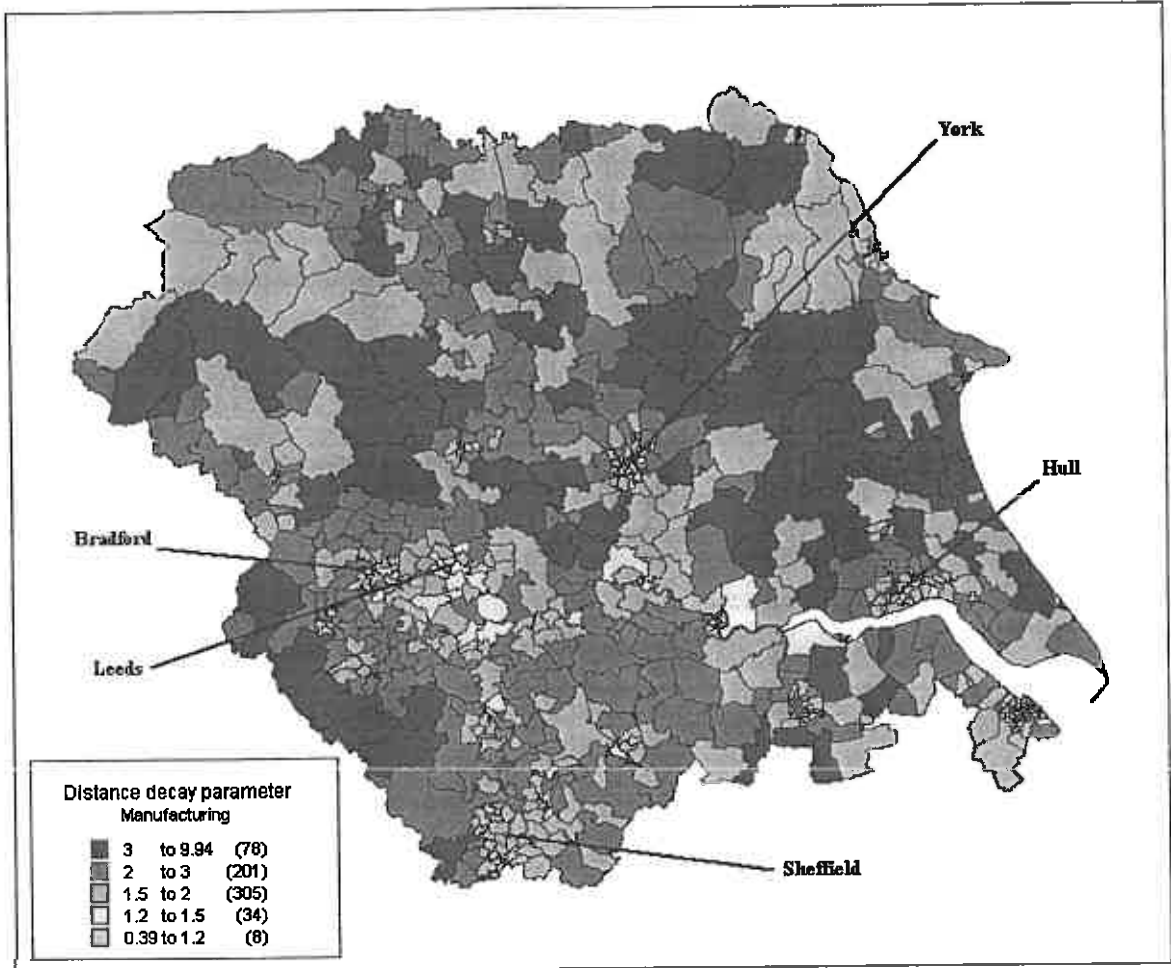 York
Hull
Bradford
Leeds
Sheffield
Distance decay parameter
Manufacturing
3 to 9.94 (78)
2 to 3 (201)
1.5 to 2 (305)
1.2 to 1.5 (34)
0.39 to 1.2 (8)